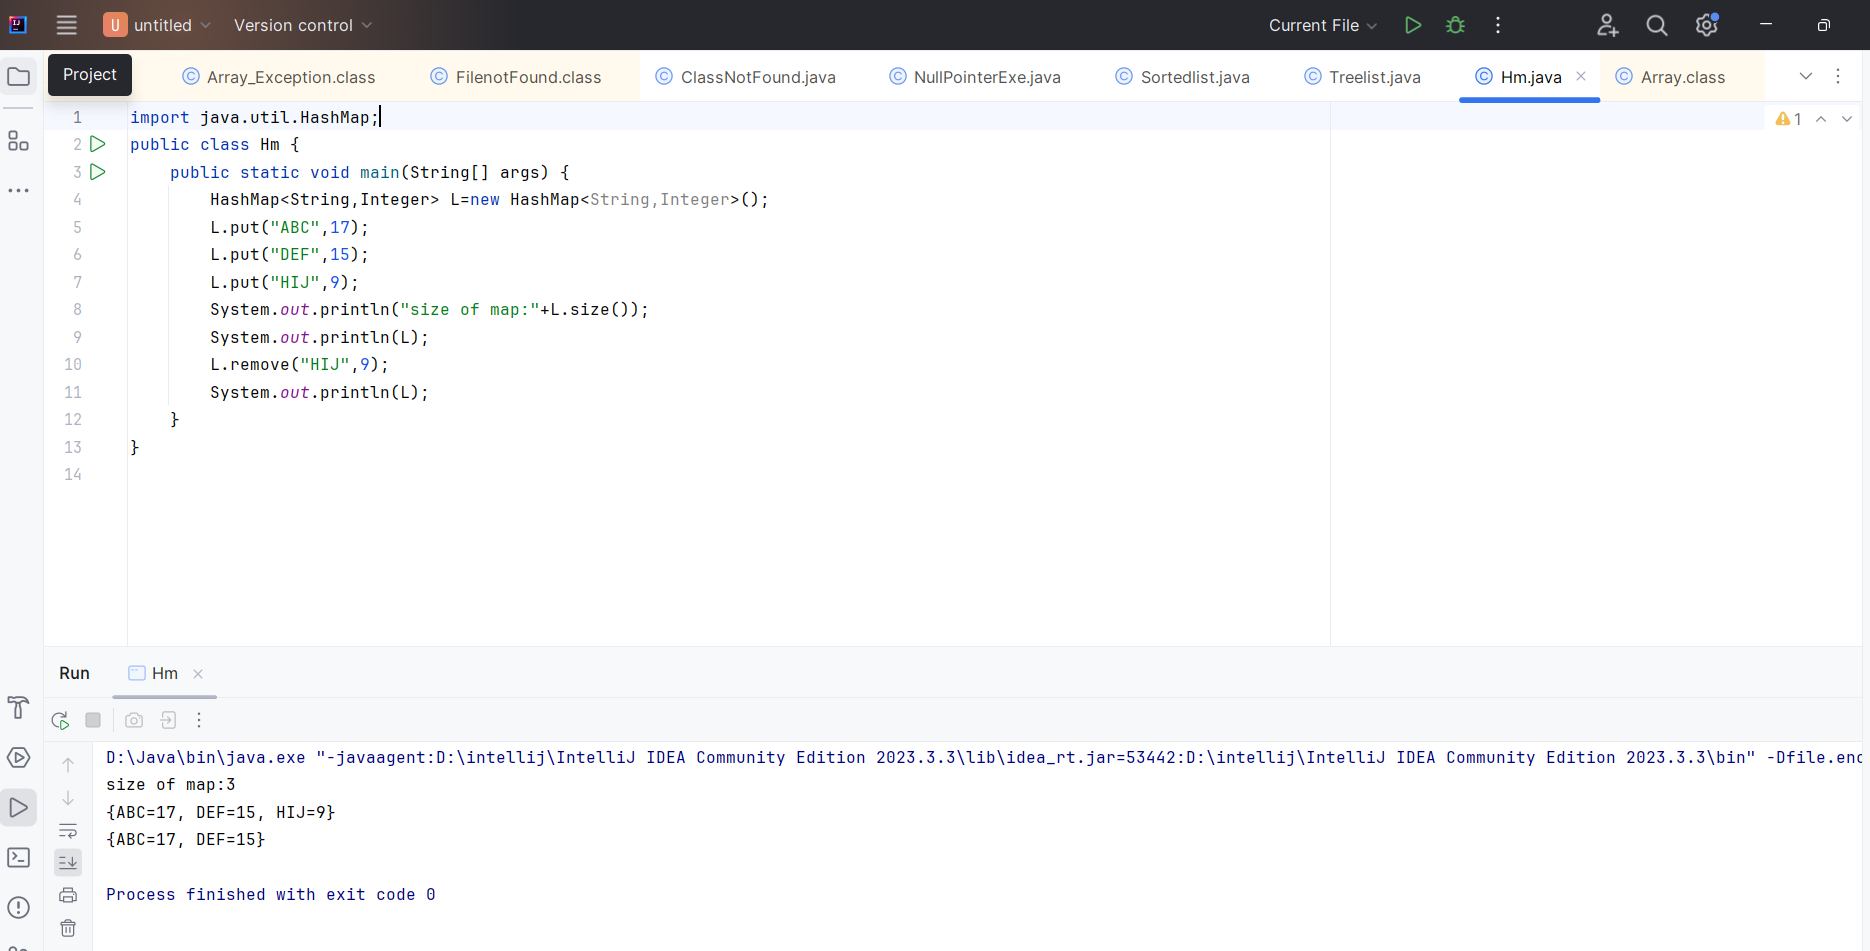 U untitled Version control Current File
Project Array_Exception.class FilenotFound.class ClassNotFound.java NullPointerExe.java Sortedlist.java Treelist.java Hm.java Array.class
1 import java.util.HashMap; 1
2 public class Hm {
3 public static void main(String[] args) {
4 HashMap<String,Integer> L=new HashMap<String,Integer>();
5 L.put("ABC",17);
6 L.put("DEF",15);
7 L.put("HIJ",9);
8 System.out.println("size of map:"+L.size());
9 System.out.println(L);
10 L.remove("HIJ",9);
11 System.out.println(L);
12 }
13 }
14
Run Hm
D:\Java\bin\java.exe "-javaagent:D:\intellij\IntelliJ IDEA Community Edition 2023.3.3\lib\idea_rt.jar=53442:D:\intellij\IntelliJ IDEA Community Edition 2023.3.3\bin" -Dfile.enc
size of map:3
{ABC=17, DEF=15, HIJ=9}
{ABC=17, DEF=15}
Process finished with exit code 0